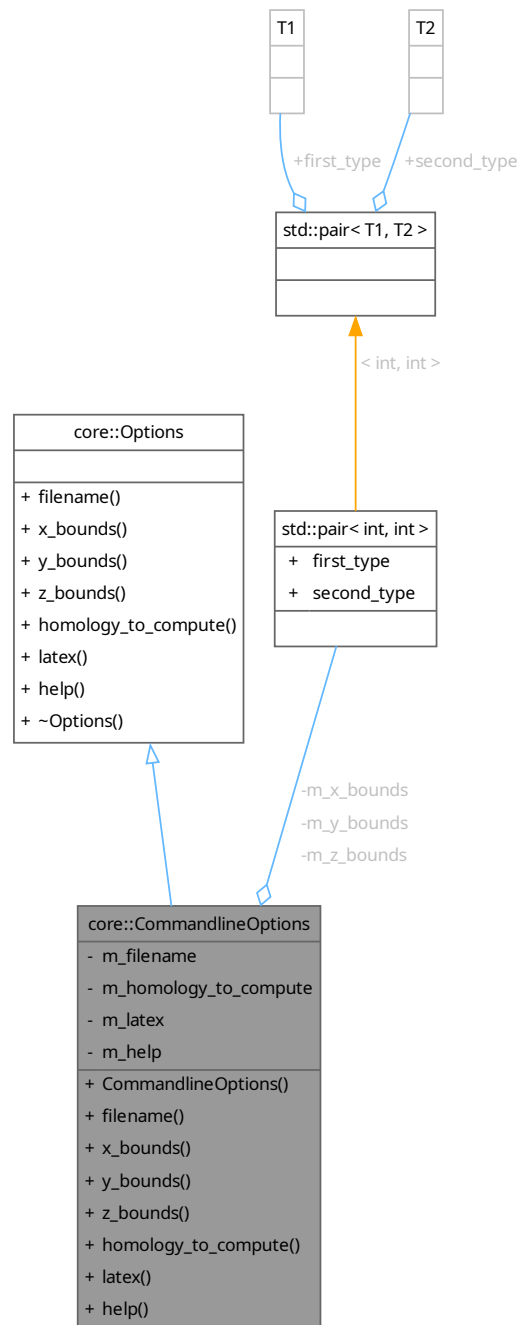 T1
T2
+first_type
+second_type
std::pair< T1, T2 >
< int, int >
core::Options
+ filename()
+ x_bounds()
+ y_bounds()
+ z_bounds()
+ homology_to_compute()
+ latex()
+ help()
+ ~Options()
std::pair< int, int >
+ first_type
+ second_type
-m_x_bounds
-m_y_bounds
-m_z_bounds
core::CommandlineOptions
- m_filename
- m_homology_to_compute
- m_latex
- m_help
+ CommandlineOptions()
+ filename()
+ x_bounds()
+ y_bounds()
+ z_bounds()
+ homology_to_compute()
+ latex()
+ help()